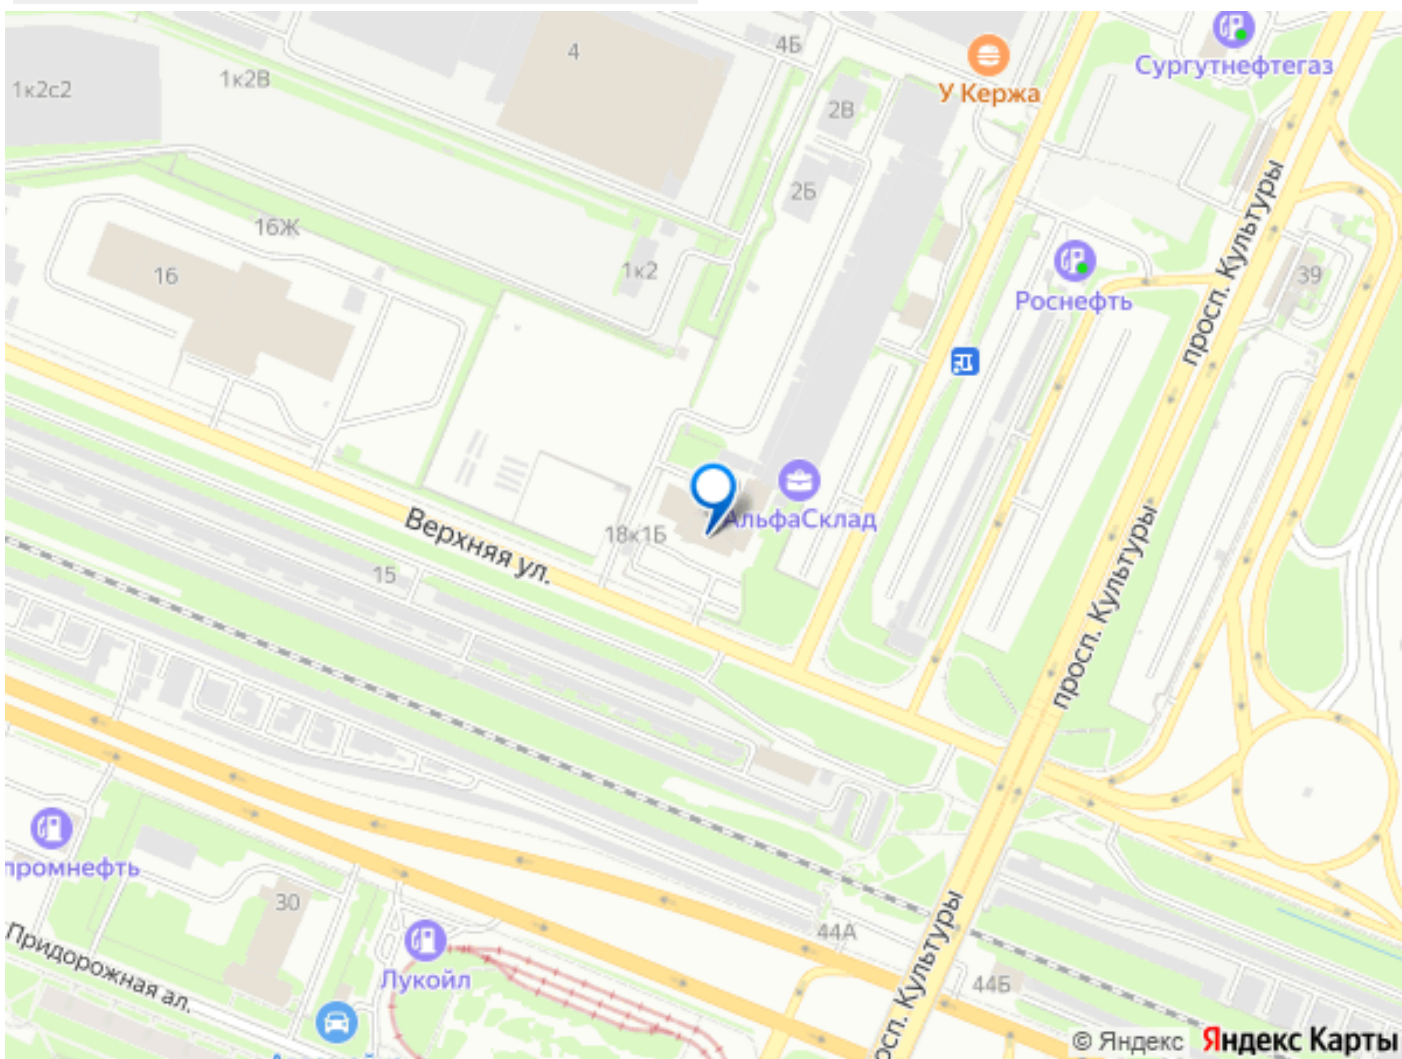 4
4Б
1к2В
1к2с2
У Кержа
Сургутнефтегаз
2В
2Б
просп. Культуры
16Ж
16
1к2
39
Роснефть
АльфаСклад
18к1Б
Верхняя ул.
15
просп. Культуры
промнефть
30
Придорожная ал.
Лукойл
44А
44Б
осп. Культуры
© Яндекс
Яндекс Карты